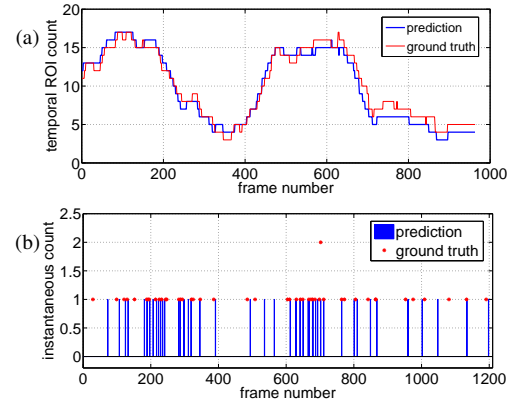 (a)
temporal ROI count
20
15
10
5
0
prediction
ground truth
0 200 400 600 800 1000
frame number
(b)
instantaneous count
2.5
2
1.5
1
0.5
0
prediction
ground truth
0 200 400 600 800 1000 1200
frame number